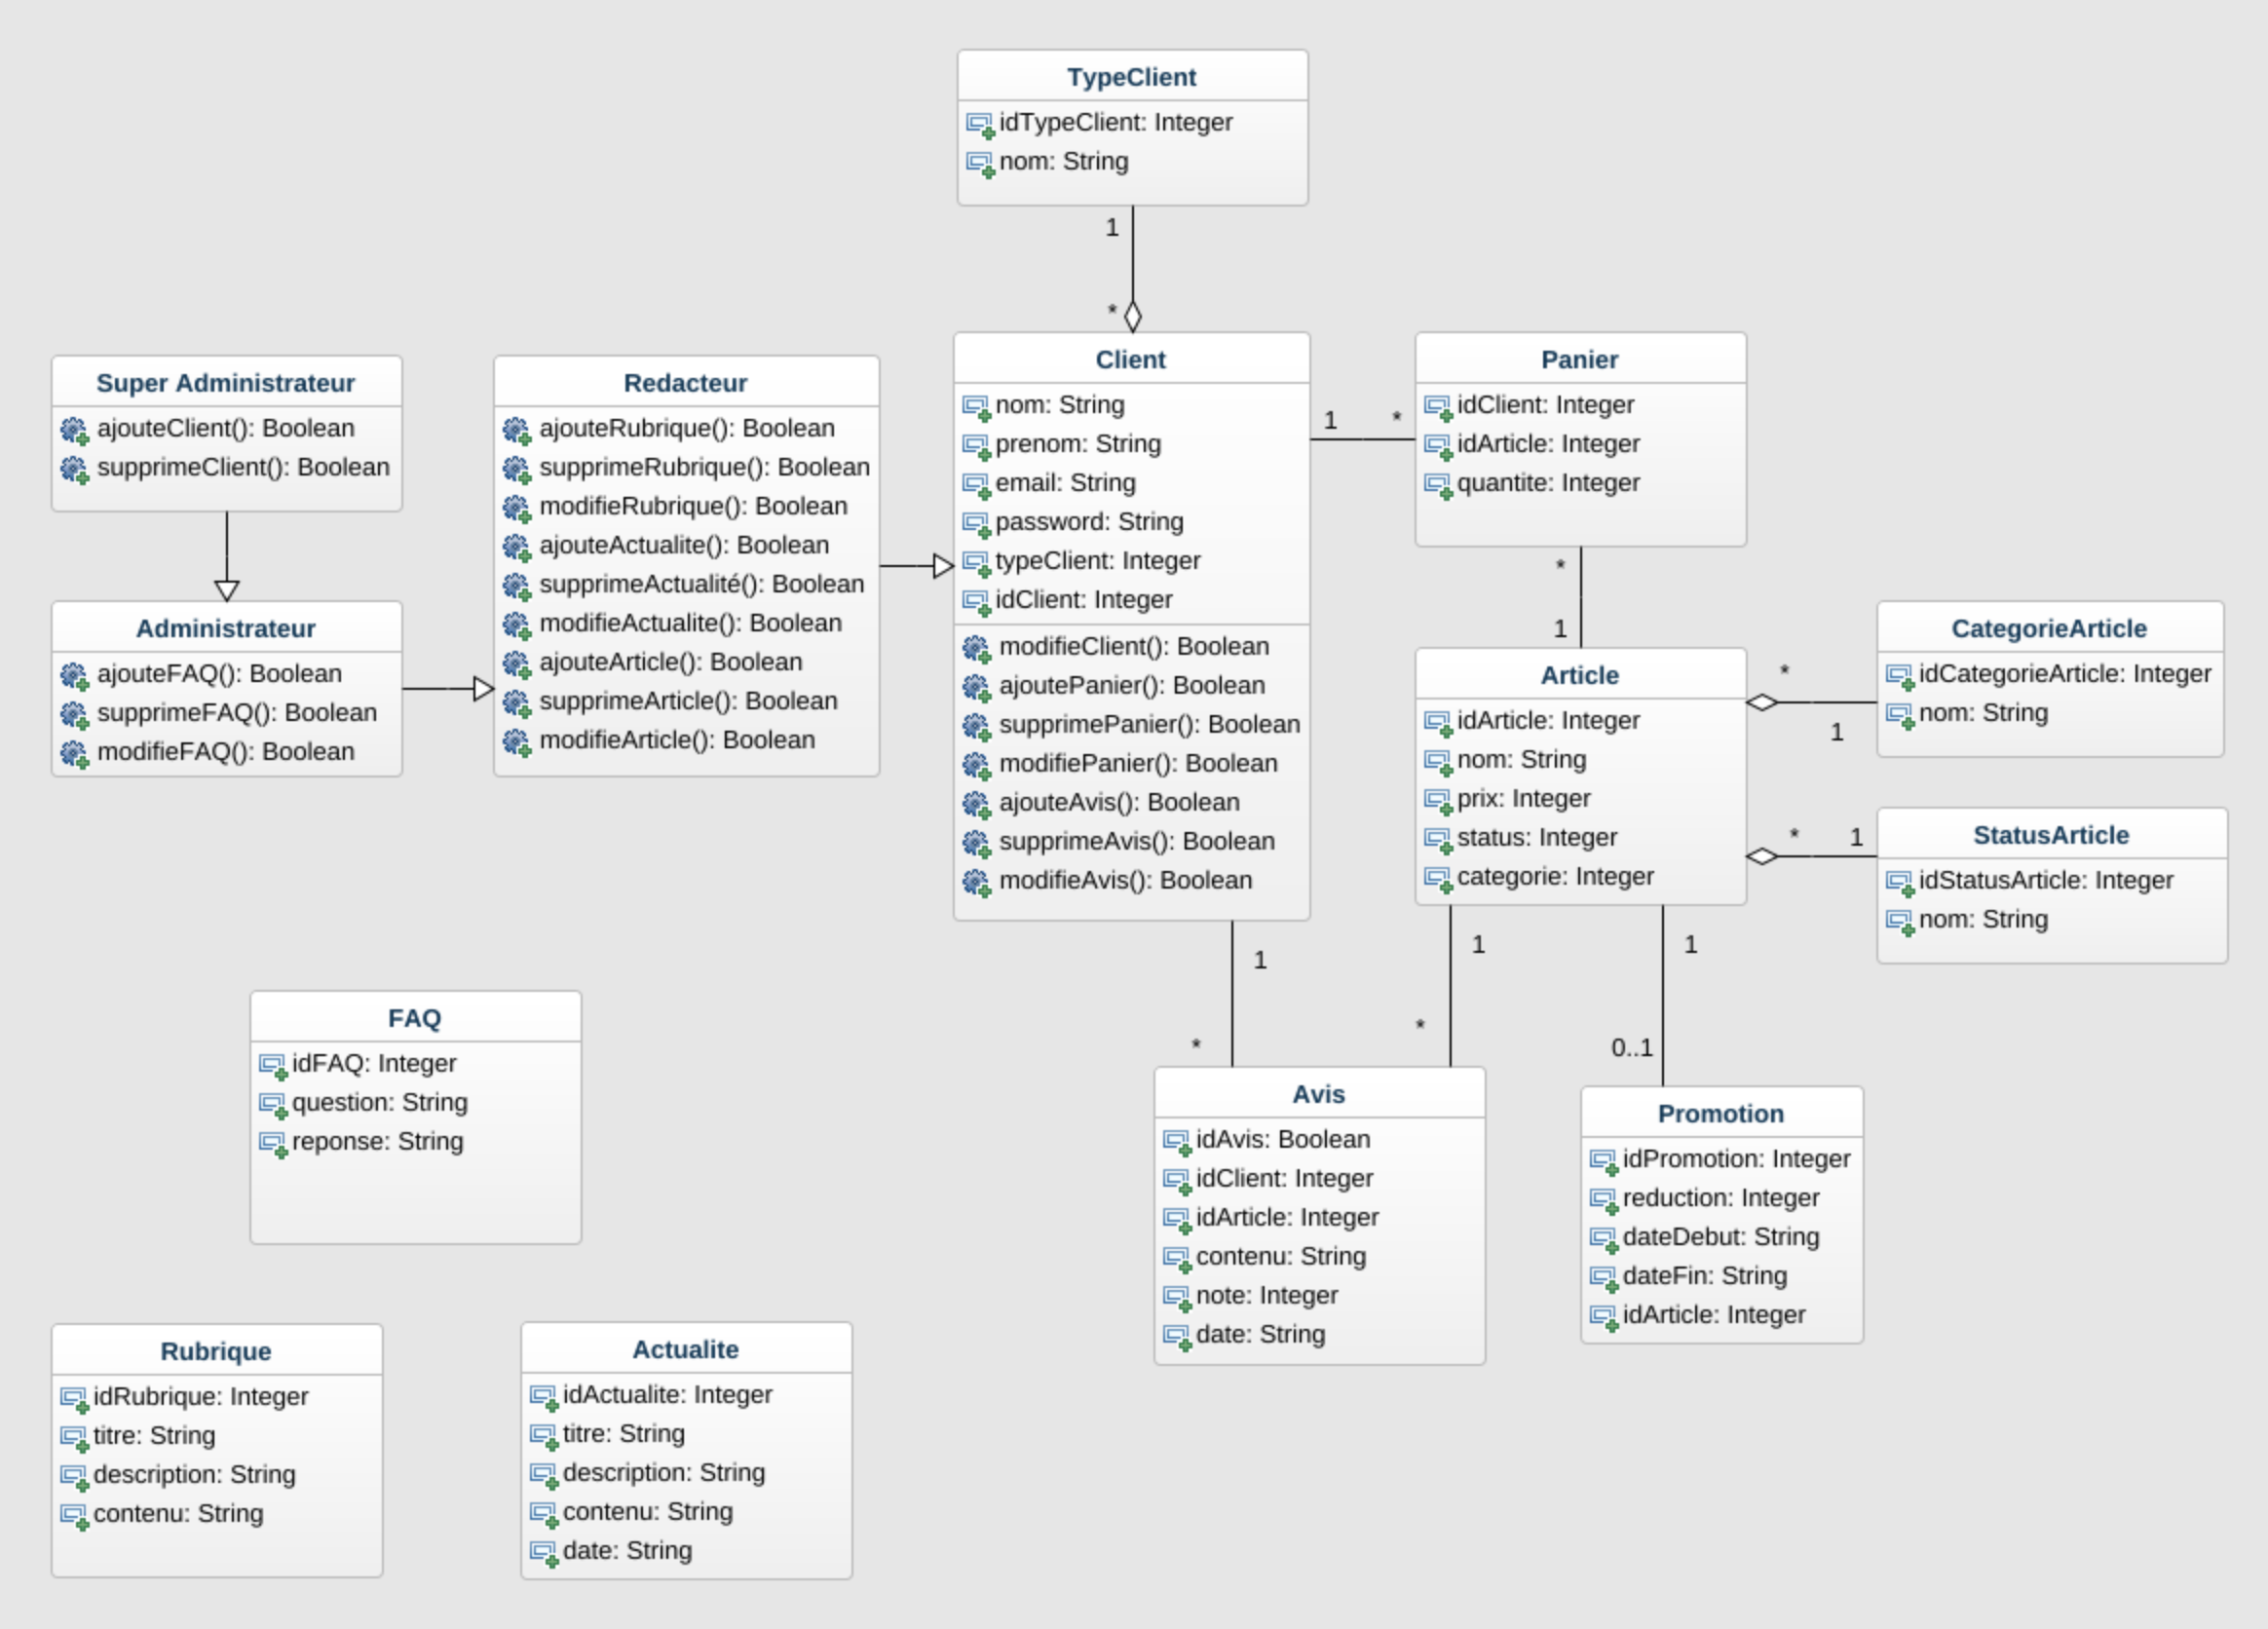 TypeClient
idTypeClient: Integer
nom: String
1
*
Super Administrateur
ajouteClient(): Boolean
supprimeClient(): Boolean
Administrateur
ajouteFAQ(): Boolean
supprimeFAQ(): Boolean
modifieFAQ(): Boolean
Redacteur
ajouteRubrique(): Boolean
supprimeRubrique(): Boolean
modifieRubrique(): Boolean
ajouteActualite(): Boolean
supprimeActualité(): Boolean
modifieActualite(): Boolean
ajouteArticle(): Boolean
supprimeArticle(): Boolean
modifieArticle(): Boolean
Client
nom: String
prenom: String
email: String
password: String
typeClient: Integer
idClient: Integer
modifieClient(): Boolean
ajoutePanier(): Boolean
supprimePanier(): Boolean
modifiePanier(): Boolean
ajouteAvis(): Boolean
supprimeAvis(): Boolean
modifieAvis(): Boolean
1 *
Panier
idClient: Integer
idArticle: Integer
quantite: Integer
*
1
Article
idArticle: Integer
nom: String
prix: Integer
status: Integer
categorie: Integer
*
1
CategorieArticle
idCategorieArticle: Integer
nom: String
* 1
StatusArticle
idStatusArticle: Integer
nom: String
1
*
1
*
1
0..1
FAQ
idFAQ: Integer
question: String
reponse: String
Avis
idAvis: Boolean
idClient: Integer
idArticle: Integer
contenu: String
note: Integer
date: String
Promotion
idPromotion: Integer
reduction: Integer
dateDebut: String
dateFin: String
idArticle: Integer
Rubrique
idRubrique: Integer
titre: String
description: String
contenu: String
Actualite
idActualite: Integer
titre: String
description: String
contenu: String
date: String